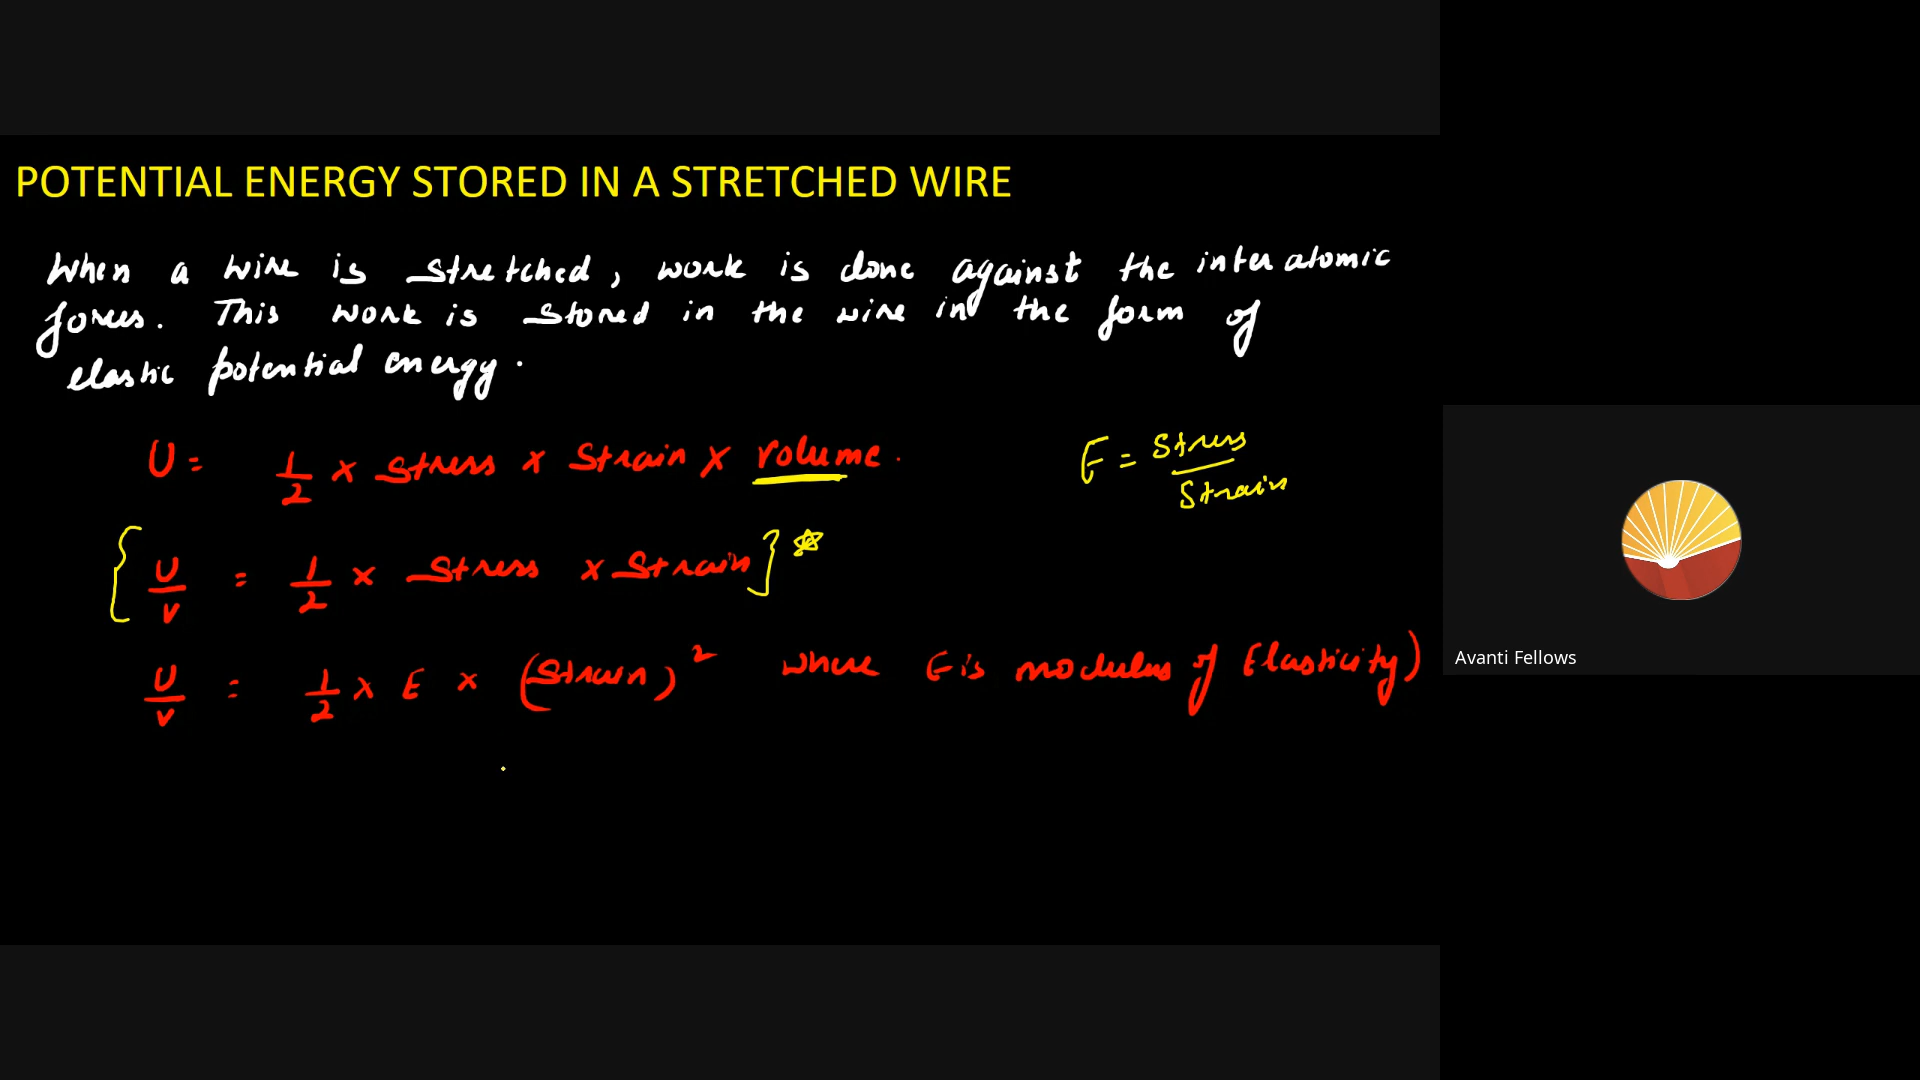 POTENTIAL ENERGY STORED IN A STRETCHED WIRE
When a wire is stretched, work is done against the interatomic
forces. This work is stored in the wire in the form of
elastic potential energy.
U = 1/2 × Stress × Strain × volume.
E = Stress/Strain
{U/V = 1/2 × Stress × Strain}
U/V = 1/2 × E × (Strain)² where E is modulus of Elasticity)
Avanti Fellows